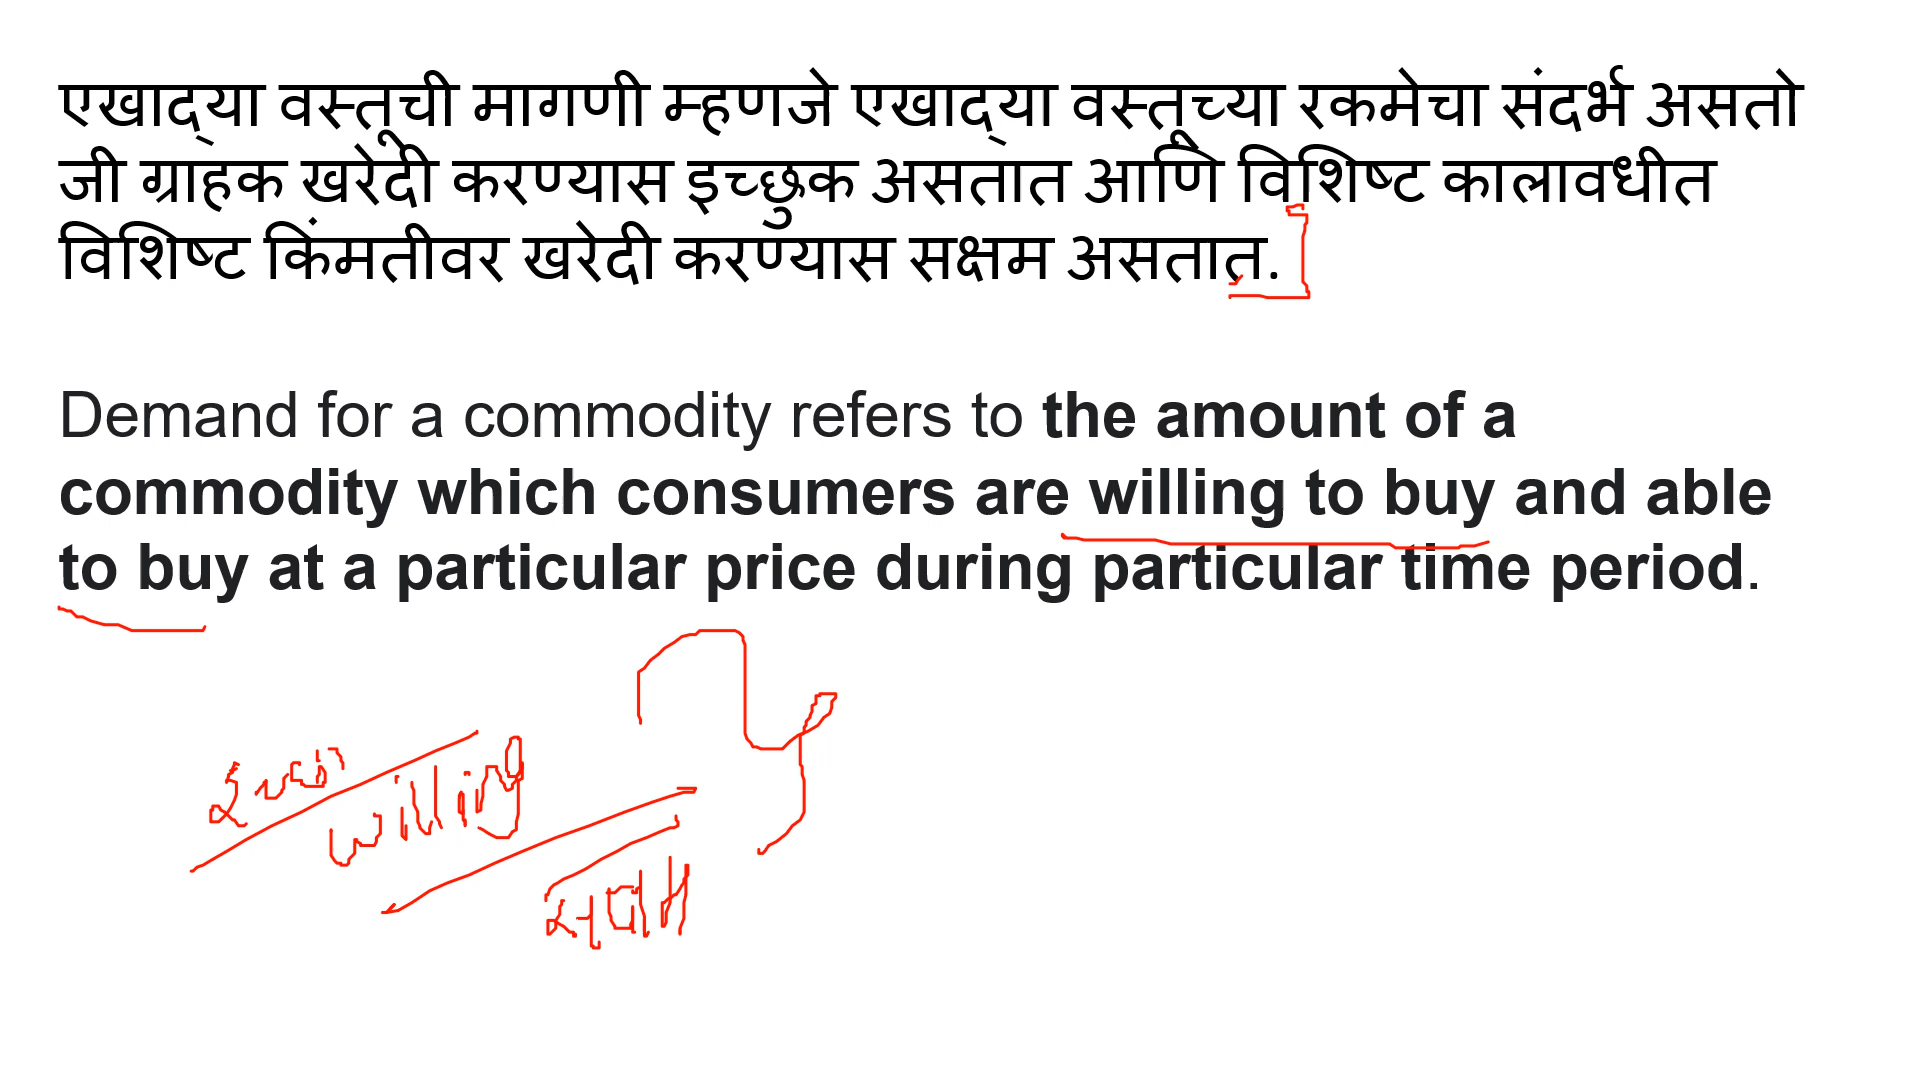 एखाद्‌या वस्तूची मागणी म्हणजे एखाद्‌या वस्तूच्या रकमेचा संदर्भ असतो
जी ग्राहक खरेदी करण्यास इच्छुक असतात आणि विशिष्ट कालावधीत
विशिष्ट किंमतीवर खरेदी करण्यास सक्षम असतात.
Demand for a commodity refers to the amount of a
commodity which consumers are willing to buy and able
to buy at a particular price during particular time period.
willing